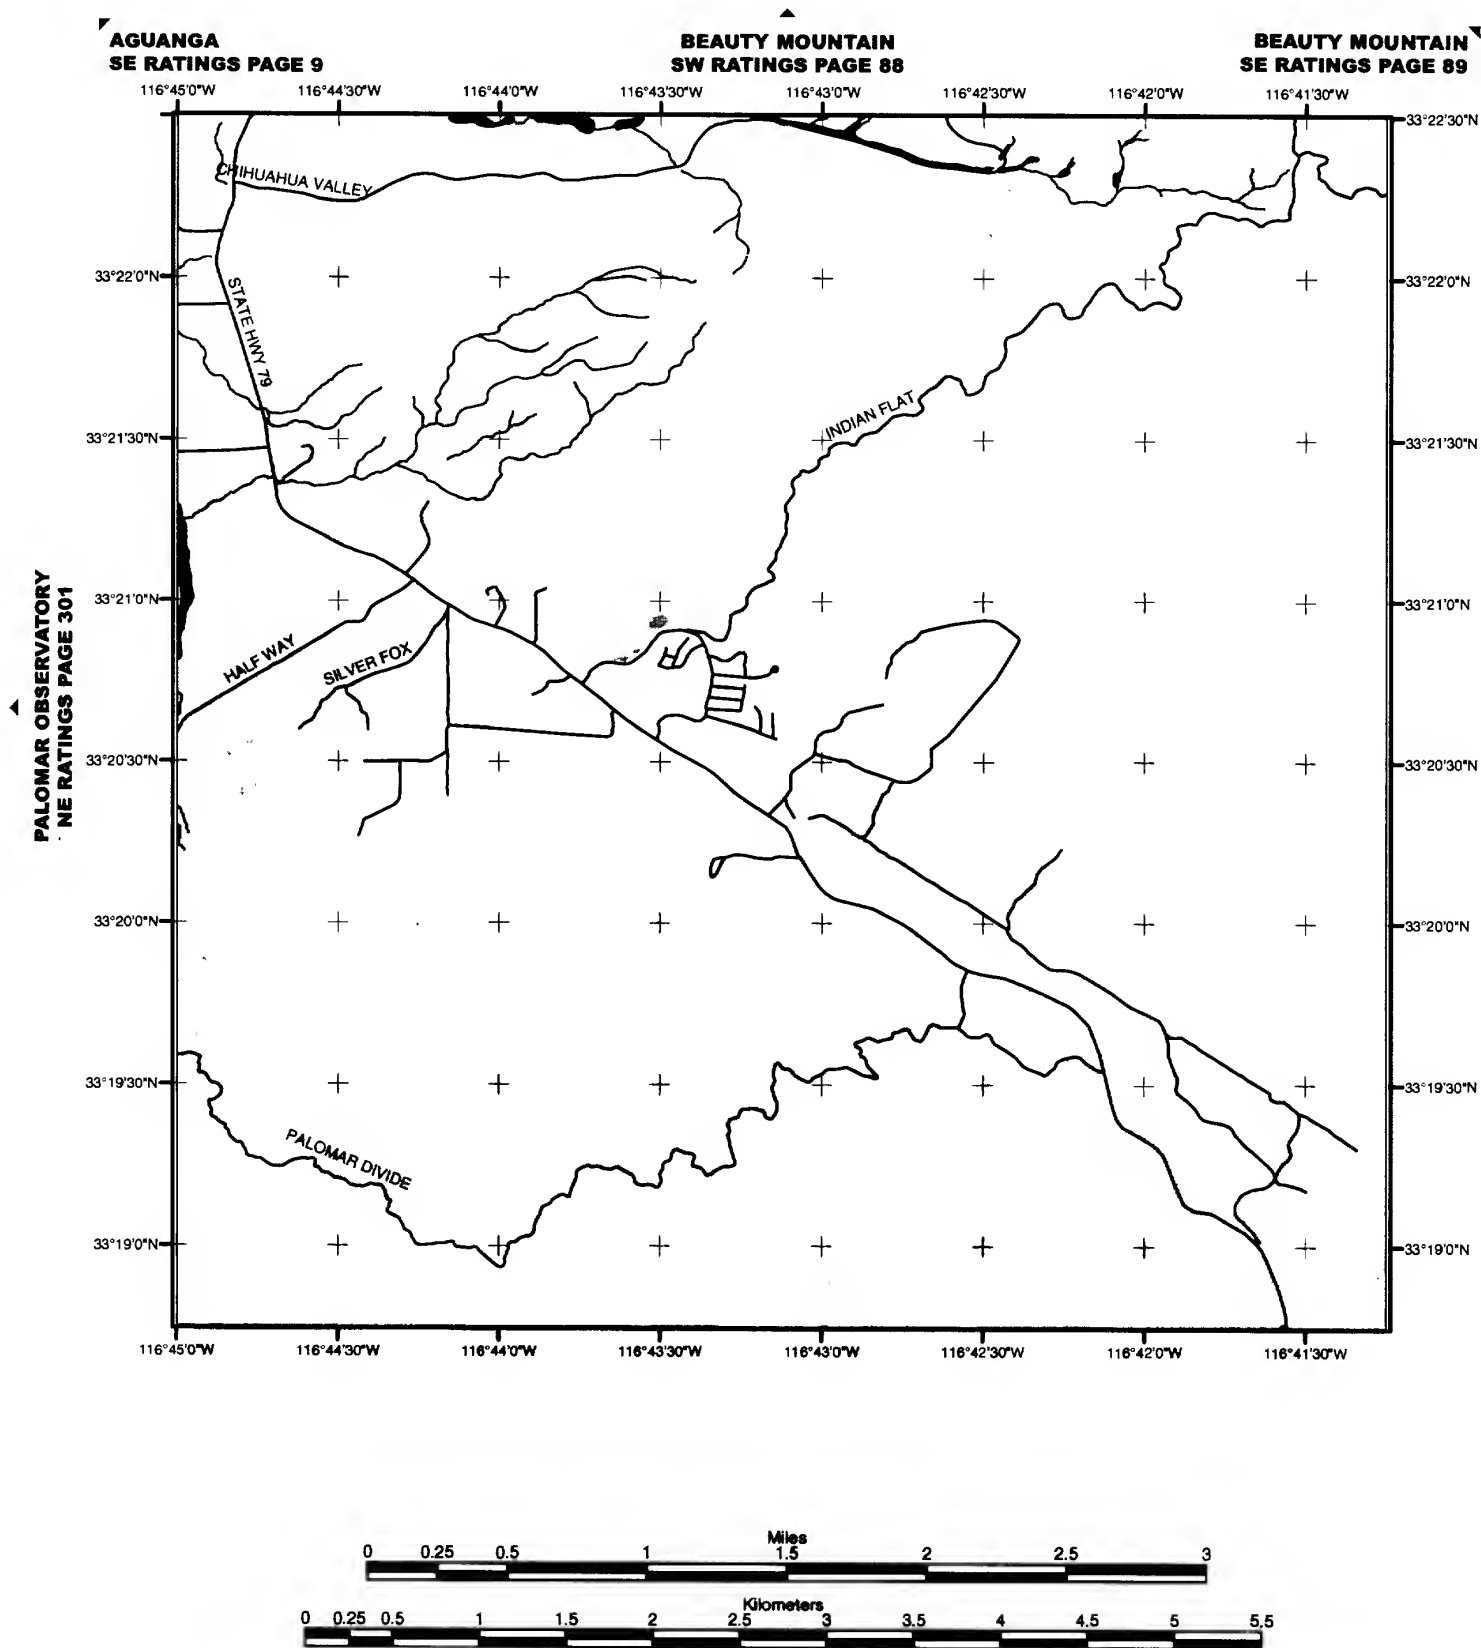 AGUANGA
SE RATINGS PAGE 9
BEAUTY MOUNTAIN
SW RATINGS PAGE 88
BEAUTY MOUNTAIN
SE RATINGS PAGE 89
116°45'0"W 116°44'30"W 116°44'0"W 116°43'30"W 116°43'0"W 116°42'30"W 116°42'0"W 116°41'30"W
33°22'30"N
CHIHUAHUA VALLEY
33°22'0"N 33°22'0"N
STATE HWY 79
INDIAN FLAT
33°21'30"N 33°21'30"N
PALOMAR OBSERVATORY
NE RATINGS PAGE 301
33°21'0"N 33°21'0"N
HALF WAY
SILVER FOX
33°20'30"N 33°20'30"N
33°20'0"N 33°20'0"N
33°19'30"N 33°19'30"N
PALOMAR DIVIDE
33°19'0"N 33°19'0"N
116°45'0"W 116°44'30"W 116°44'0"W 116°43'30"W 116°43'0"W 116°42'30"W 116°42'0"W 116°41'30"W
Miles
0 0.25 0.5 1 1.5 2 2.5 3
Kilometers
0 0.25 0.5 1 1.5 2 2.5 3 3.5 4 4.5 5 5.5